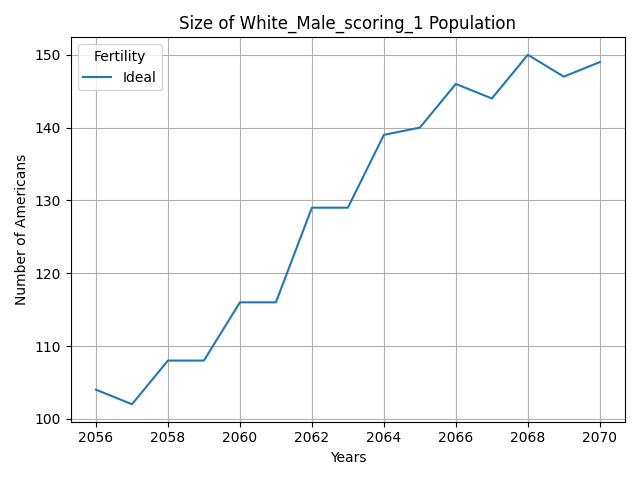 Size of White_Male_scoring_1 Population
Fertility
Ideal
Number of Americans
150
140
130
120
110
100
2056 2058 2060 2062 2064 2066 2068 2070
Years